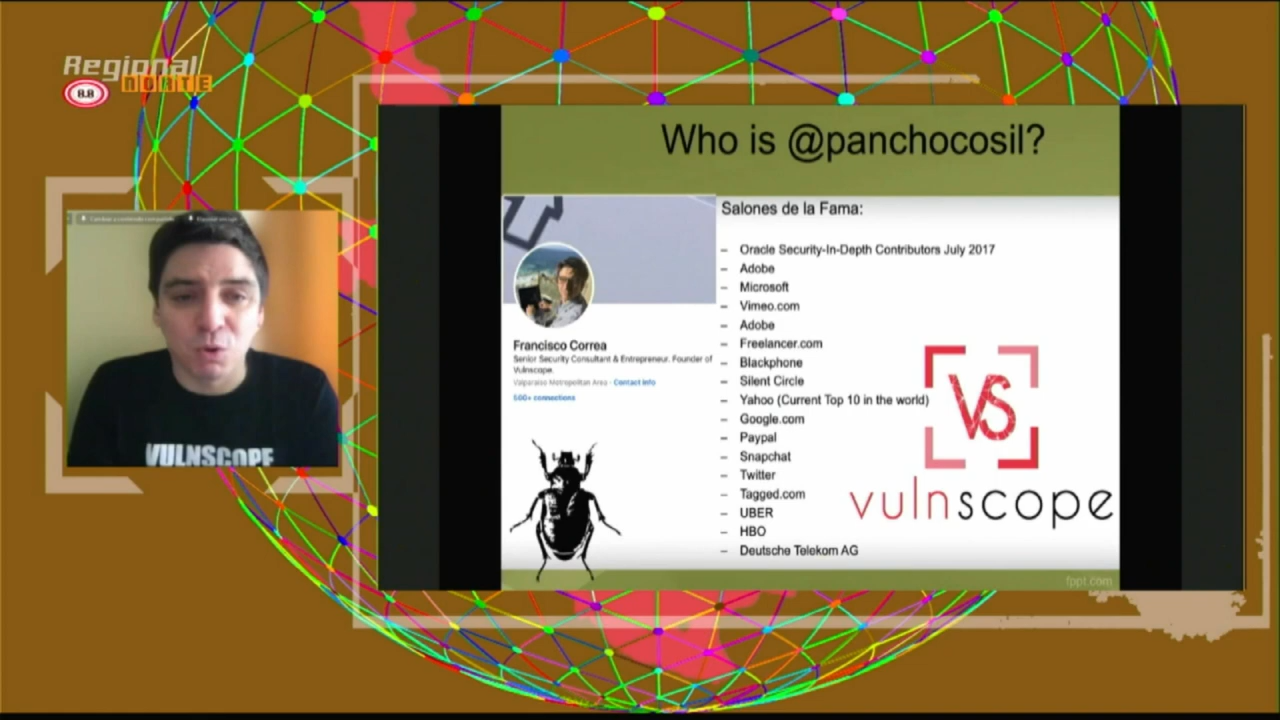 Regional
NORTE
8.8
Who is @panchocosil?
Salones de la Fama:
– Oracle Security-In-Depth Contributors July 2017
– Adobe
– Microsoft
– Vimeo.com
– Adobe
– Freelancer.com
– Blackphone
– Silent Circle
– Yahoo (Current Top 10 in the world)
– Google.com
– Paypal
– Snapchat
– Twitter
– Tagged.com
– UBER
– HBO
– Deutsche Telekom AG
Francisco Correa
Senior Security Consultant & Entrepreneur. Founder of
Vulnscope.
Valparaiso Metropolitan Area · Contact info
500+ connections
VS
vulnscope
fppt.com
VULNSCOPE